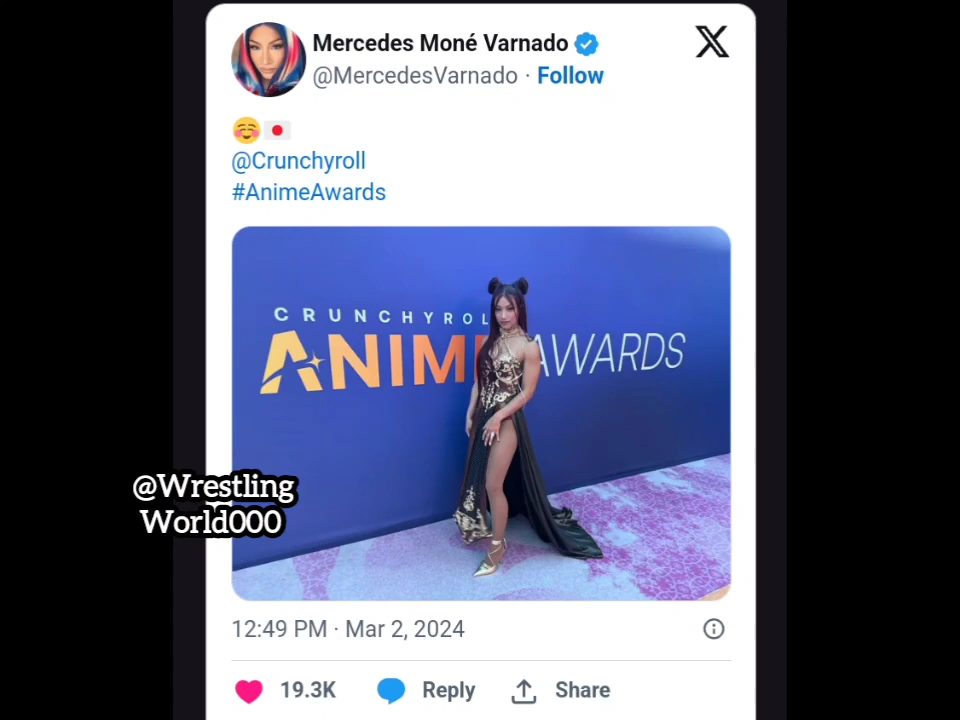 Mercedes Moné Varnado
@MercedesVarnado · Follow
☺️🇯🇵
@Crunchyroll
#AnimeAwards
CRUNCHYROL
ANIM AWARDS
@Wrestling
World000
12:49 PM · Mar 2, 2024
19.3K Reply Share